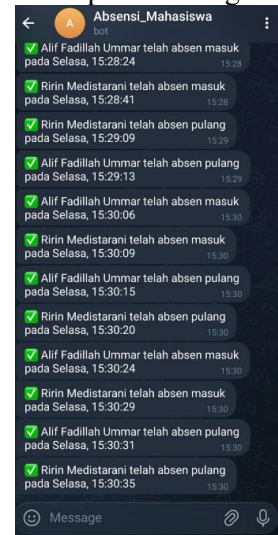 Absensi_Mahasiswa
A
bot
✅ Alif Fadillah Ummar telah absen masuk
pada Selasa, 15:28:24 15:28
✅ Ririn Medistarani telah absen masuk
pada Selasa, 15:28:41 15:28
✅ Ririn Medistarani telah absen pulang
pada Selasa, 15:29:09 15:29
✅ Alif Fadillah Ummar telah absen pulang
pada Selasa, 15:29:13 15:29
✅ Alif Fadillah Ummar telah absen masuk
pada Selasa, 15:30:06 15:30
✅ Ririn Medistarani telah absen masuk
pada Selasa, 15:30:09 15:30
✅ Alif Fadillah Ummar telah absen pulang
pada Selasa, 15:30:15 15:30
✅ Ririn Medistarani telah absen pulang
pada Selasa, 15:30:20 15:30
✅ Alif Fadillah Ummar telah absen masuk
pada Selasa, 15:30:24 15:30
✅ Ririn Medistarani telah absen masuk
pada Selasa, 15:30:29 15:30
✅ Alif Fadillah Ummar telah absen pulang
pada Selasa, 15:30:31 15:30
✅ Ririn Medistarani telah absen pulang
pada Selasa, 15:30:35 15:30
Message